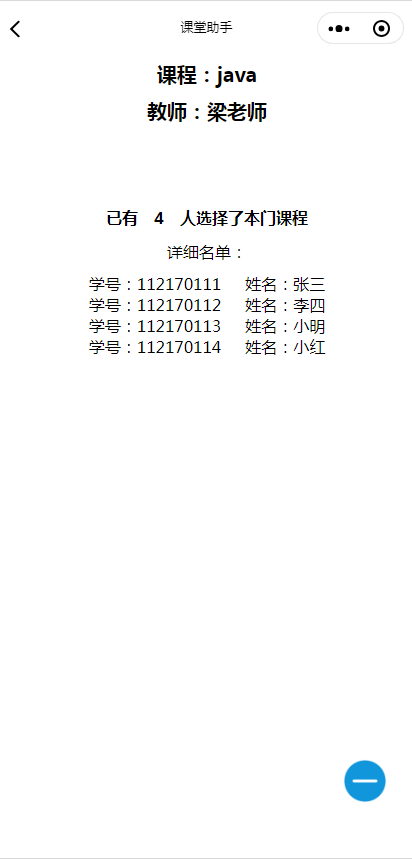 课堂助手
课程：java
教师：梁老师
已有 4 人选择了本门课程
详细名单：
学号：112170111 姓名：张三
学号：112170112 姓名：李四
学号：112170113 姓名：小明
学号：112170114 姓名：小红